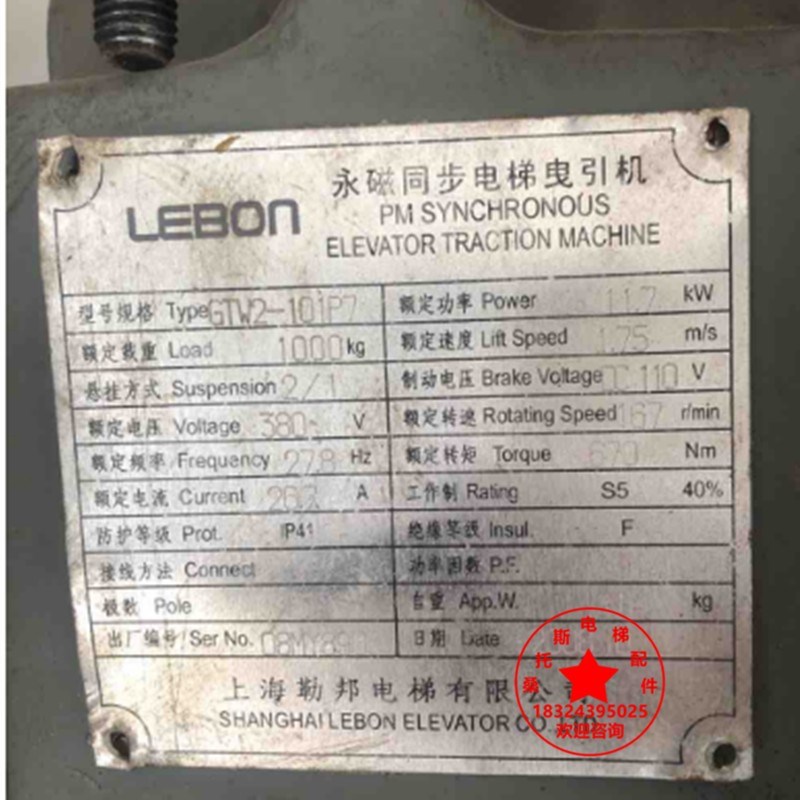 LEBON
永磁同步电梯曳引机
PM SYNCHRONOUS
ELEVATOR TRACTION MACHINE
型号规格 Type GTW2-101P7 额定功率 Power 11.7 kW
额定载重 Load 1000 kg 额定速度 Lift Speed 1.75 m/s
悬挂方式 Suspension 2/1 制动电压 Brake Voltage DC 110 V
额定电压 Voltage 380 V 额定转速 Rotating Speed 167 r/min
额定频率 Frequency 27.8 Hz 额定转矩 Torque 670 Nm
额定电流 Current A 工作制 Rating S5 40%
防护等级 Prot. IP41 绝缘等级 Insul. F
接线方法 Connect 功率因数 P.F.
极数 Pole 自重 App.W. kg
出厂编号 Ser No. 日期 Date
上海勒邦电梯有限公司
SHANGHAI LEBON ELEVATOR CO.,LTD
托斯电梯配件
18324395025
欢迎咨询